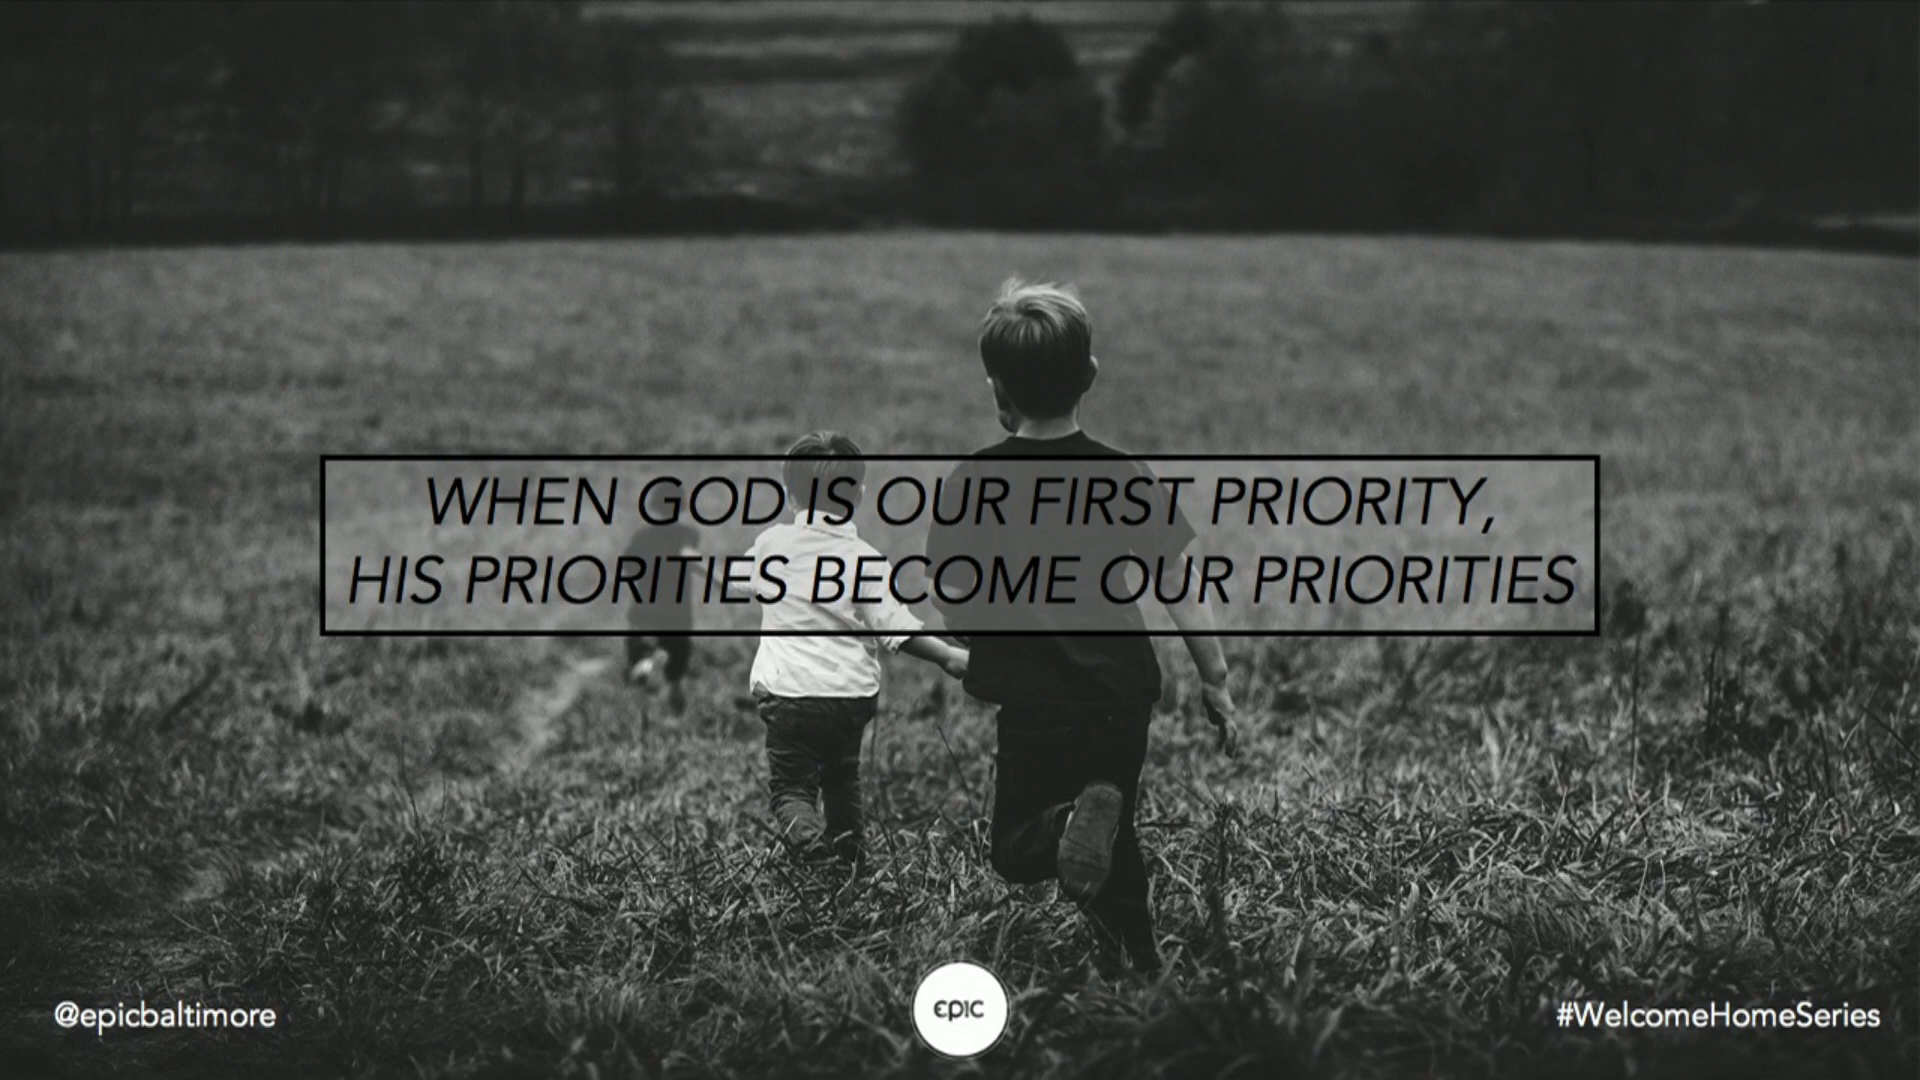 WHEN GOD IS OUR FIRST PRIORITY,
HIS PRIORITIES BECOME OUR PRIORITIES
@epicbaltimore
epic
#WelcomeHomeSeries